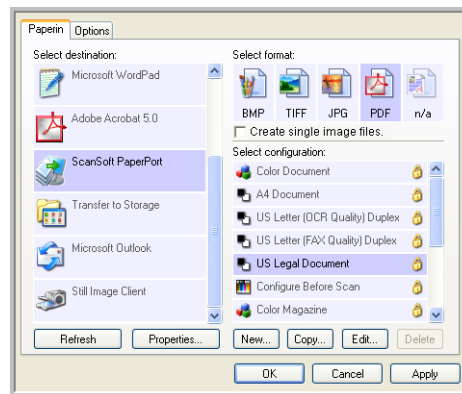 Paperin Options
Select destination:
Microsoft WordPad
Adobe Acrobat 5.0
ScanSoft PaperPort
Transfer to Storage
Microsoft Outlook
Still Image Client
Refresh Properties...
Select format:
BMP TIFF JPG PDF n/a
Create single image files.
Select configuration:
Color Document
A4 Document
US Letter (OCR Quality) Duplex
US Letter (FAX Quality) Duplex
US Legal Document
Configure Before Scan
Color Magazine
New... Copy... Edit... Delete
OK Cancel Apply